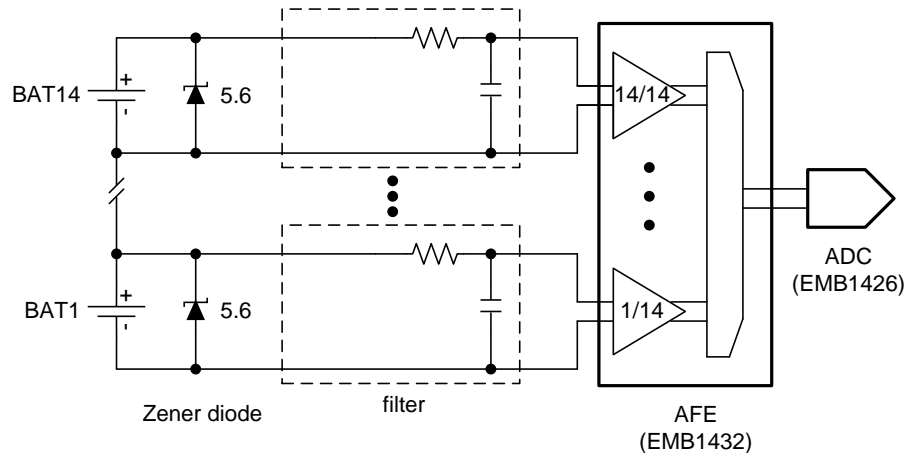 +
BAT14
-
5.6
14/14
ADC
(EMB1426)
+
BAT1
-
5.6
1/14
Zener diode
filter
AFE
(EMB1432)